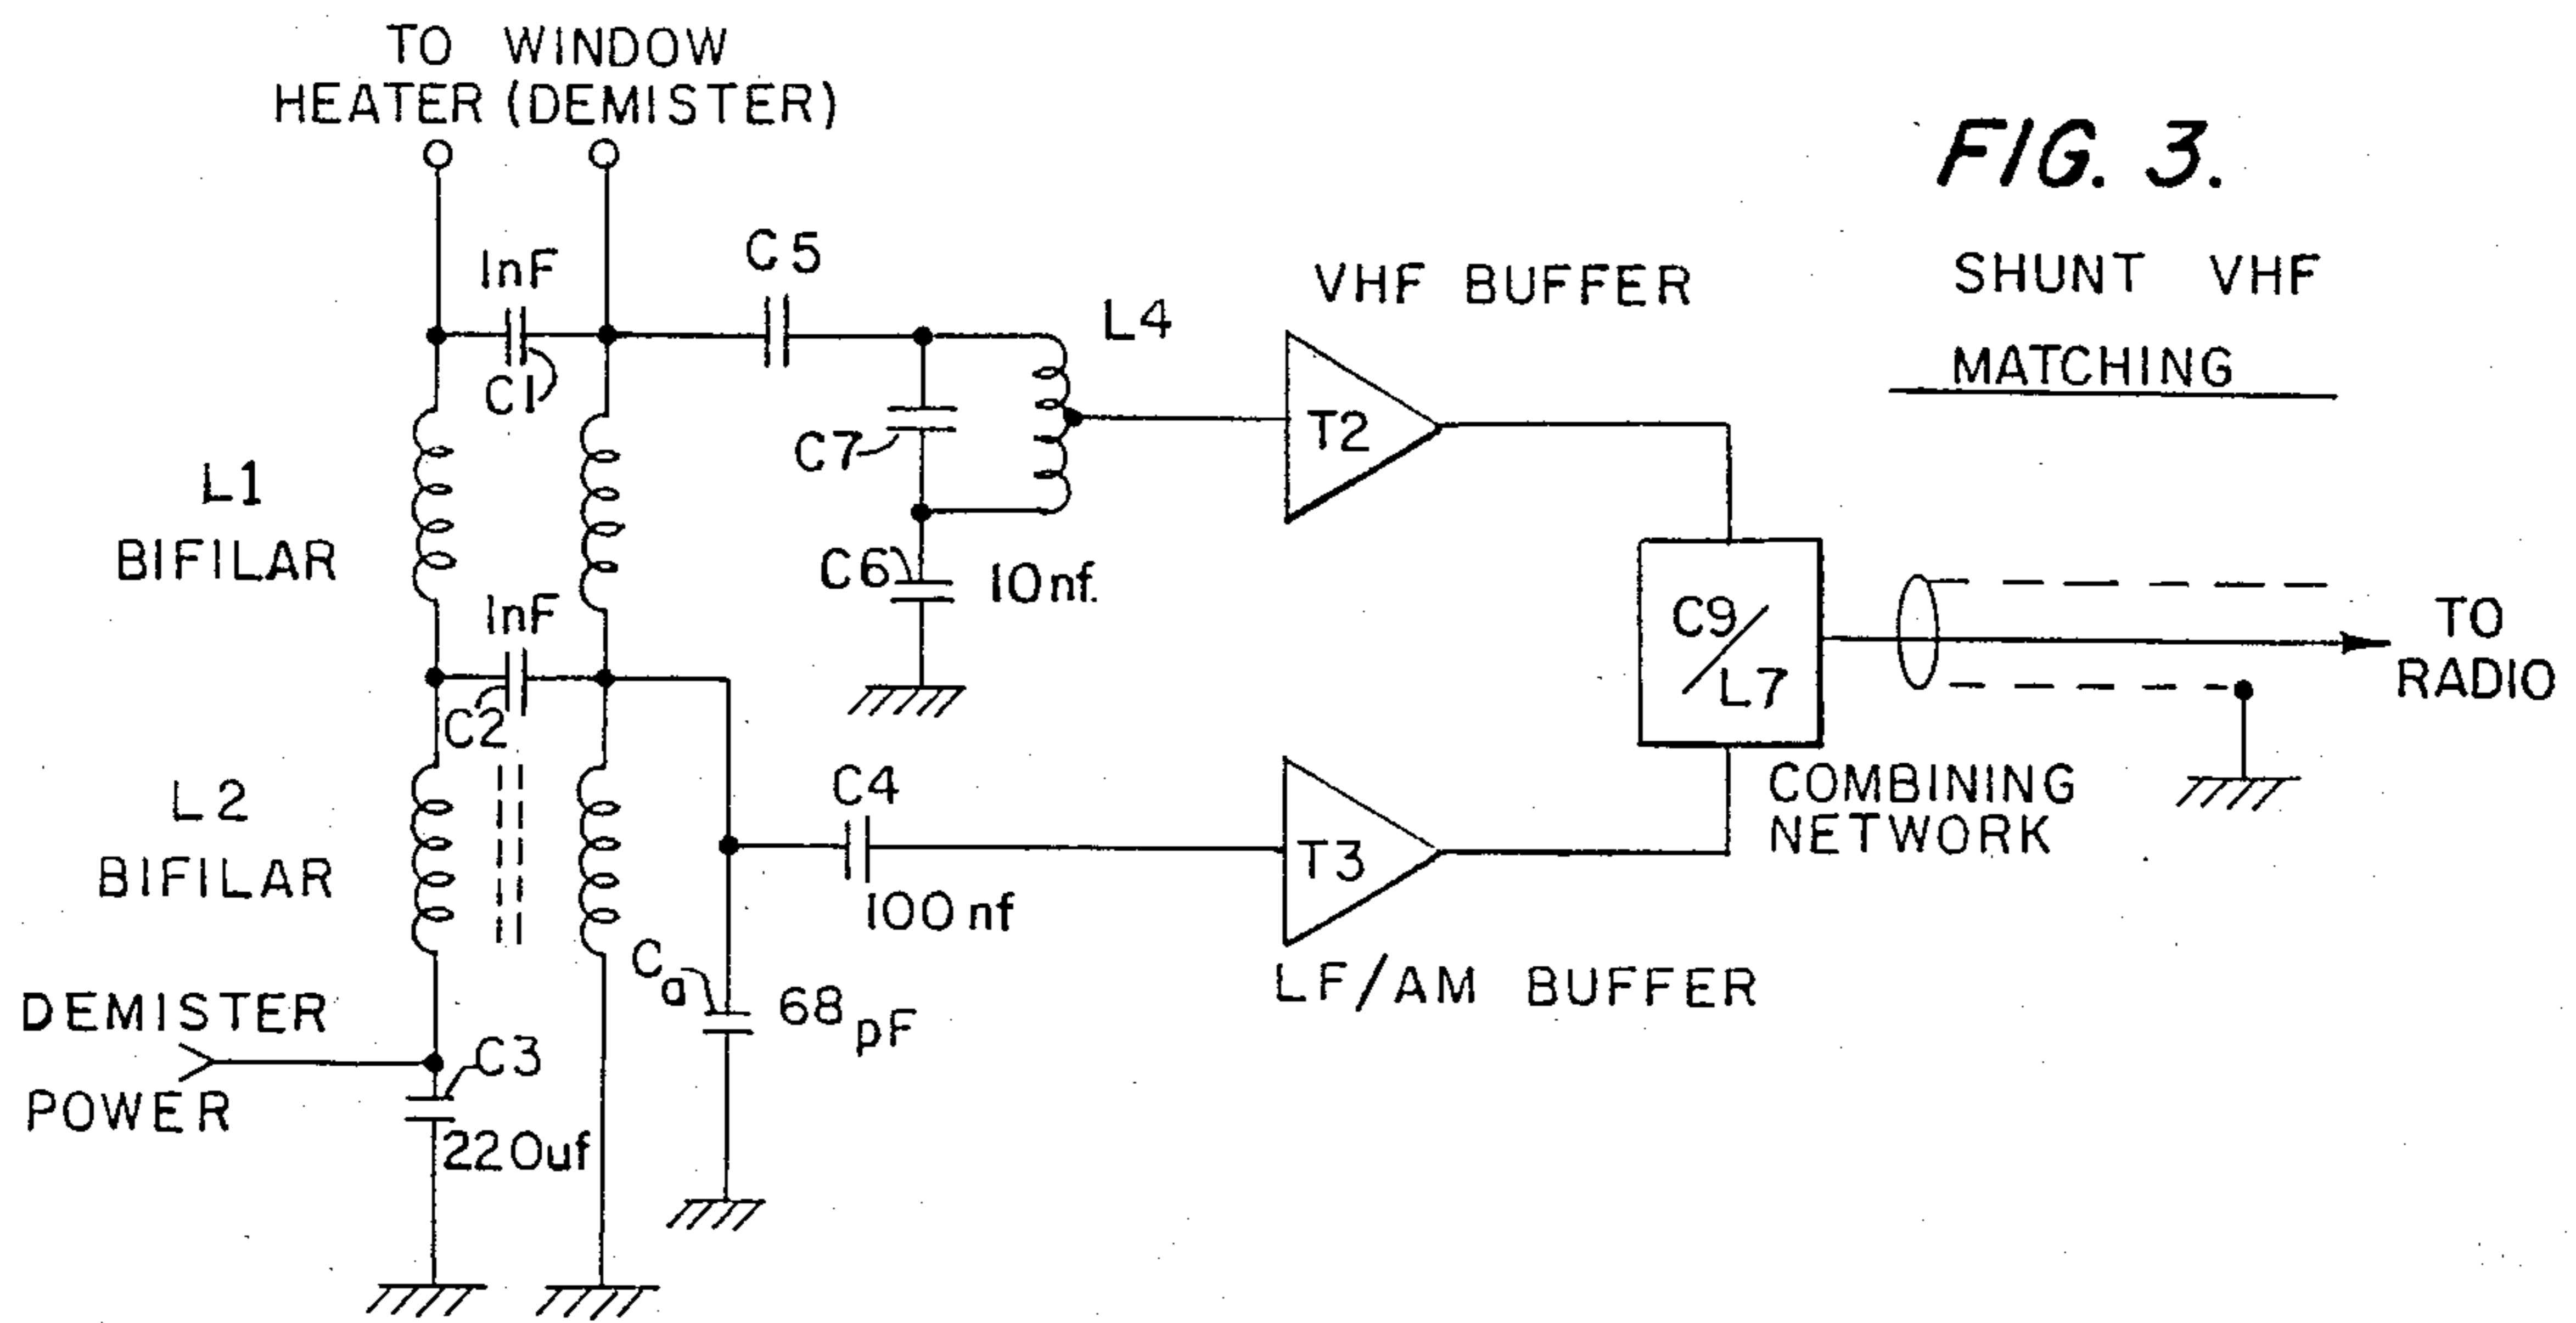 TO WINDOW
HEATER (DEMISTER)
FIG. 3.
SHUNT VHF
MATCHING
1nF
C1
C5
L4
VHF BUFFER
T2
C7
L1
BIFILAR
C6
10nf.
1nF
C2
C9/L7
TO
RADIO
COMBINING
NETWORK
L2
BIFILAR
C4
100nf
T3
LF/AM BUFFER
Ca
68pF
DEMISTER
POWER
C3
220uf